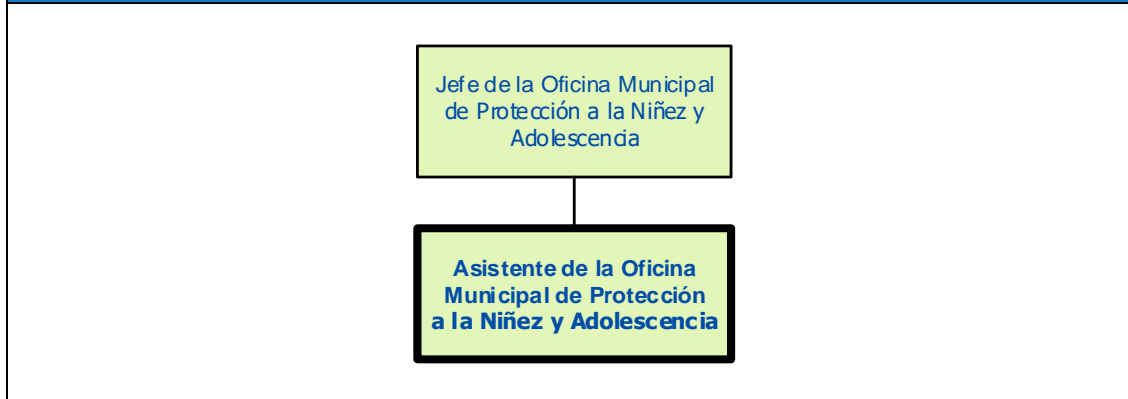 Jefe de la Oficina Municipal
de Protección a la Niñez y
Adolescencia
Asistente de la Oficina
Municipal de Protección
a la Niñez y Adolescencia